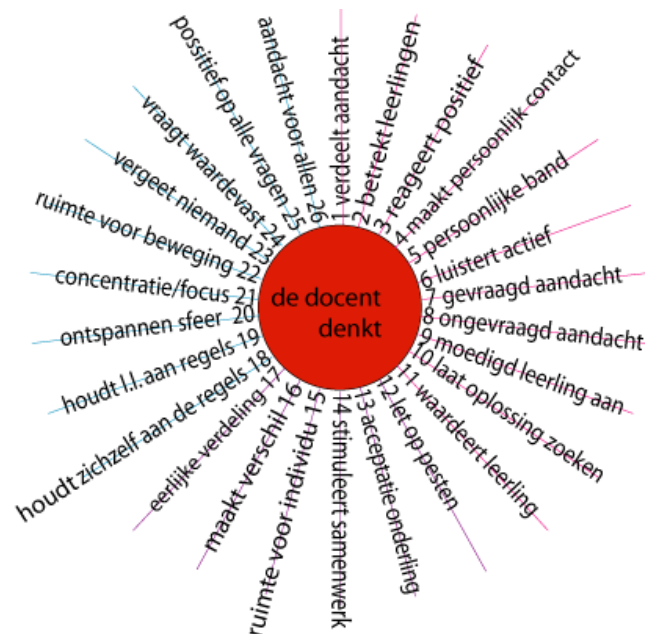 de docent
denkt
1 verdeelt aandacht
2 betrekt leerlingen
3 reageert positief
4 maakt persoonlijk contact
5 persoonlijke band
6 luistert actief
7 gevraagd aandacht
8 ongevraagd aandacht
9 moedigd leerling aan
10 laat oplossing zoeken
11 waardeert leerling
12 let op pesten
13 acceptatie onderling
14 stimuleert samenwerk
ruimte voor individu 15
maakt verschil 16
eerlijke verdeling 17
houdt zichzelf aan de regels 18
houdt l.l. aan regels 19
ontspannen sfeer 20
concentratie/focus 21
ruimte voor beweging 22
vergeet niemand 23
vraagt waardevast 24
possitief op alle vragen 25
aandacht voor allen 26